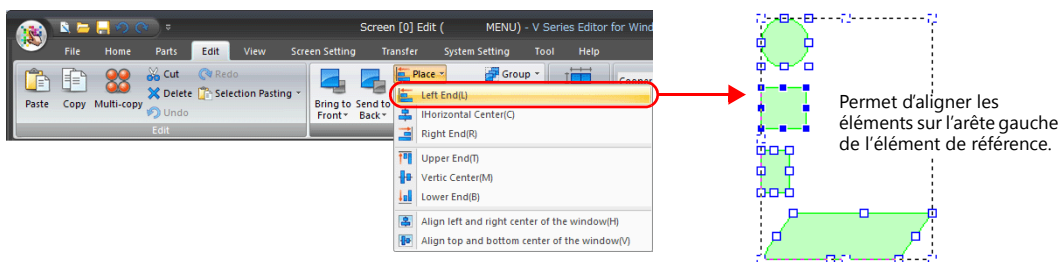 Screen [0] Edit ( MENU) - V Series Editor for Wind
File Home Parts Edit View Screen Setting Transfer System Setting Tool Help
Cut Redo Place Group
Delete Selection Pasting
Paste Copy Multi-copy Undo Bring to Front Send to Back
Edit
Left End(L)
IHorizontal Center(C)
Right End(R)
Upper End(T)
Vertic Center(M)
Lower End(B)
Align left and right center of the window(H)
Align top and bottom center of the window(V)
Permet d'aligner les
éléments sur l'arête gauche
de l'élément de référence.